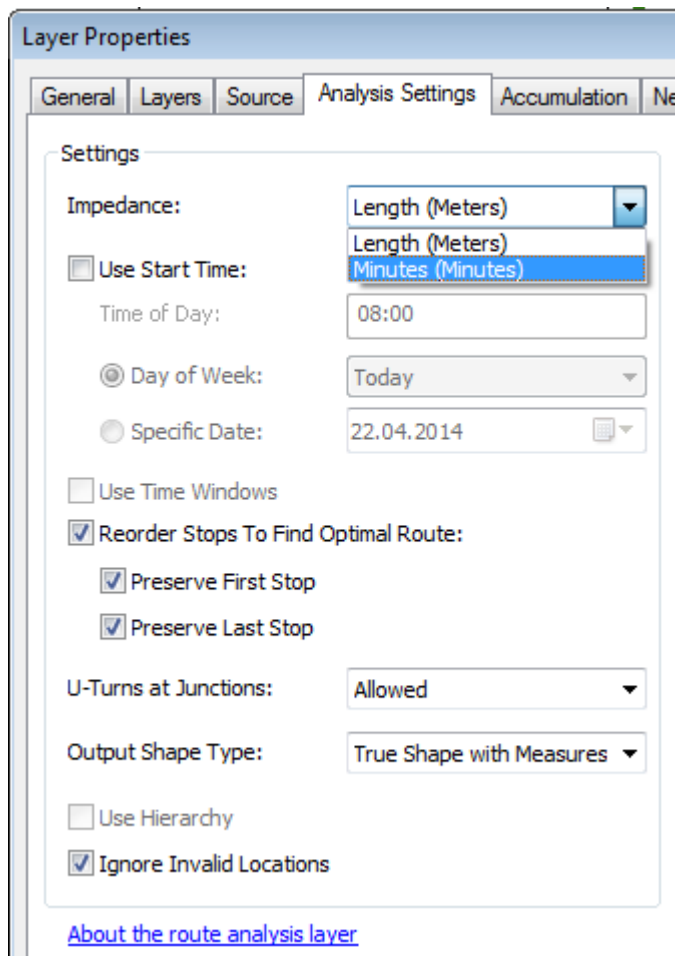 Layer Properties
General Layers Source Analysis Settings Accumulation Ne
Settings
Impedance: Length (Meters)
Length (Meters)
Minutes (Minutes)
Use Start Time:
Time of Day: 08:00
Day of Week: Today
Specific Date: 22.04.2014
Use Time Windows
Reorder Stops To Find Optimal Route:
Preserve First Stop
Preserve Last Stop
U-Turns at Junctions: Allowed
Output Shape Type: True Shape with Measures
Use Hierarchy
Ignore Invalid Locations
About the route analysis layer